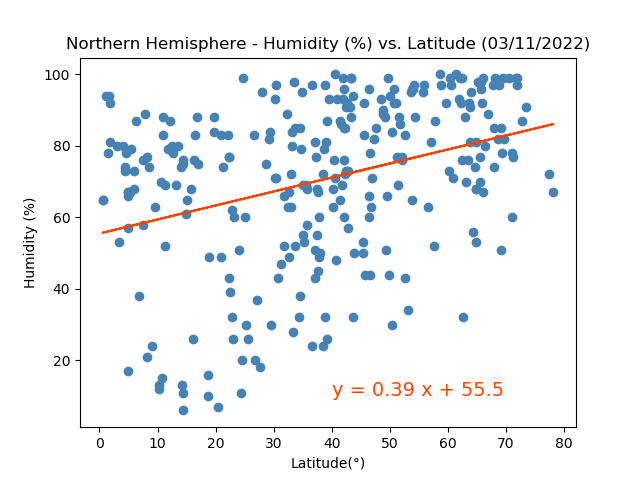 Northern Hemisphere - Humidity (%) vs. Latitude (03/11/2022)
100
80
60
40
20
Humidity (%)
y = 0.39 x + 55.5
0 10 20 30 40 50 60 70 80
Latitude(°)